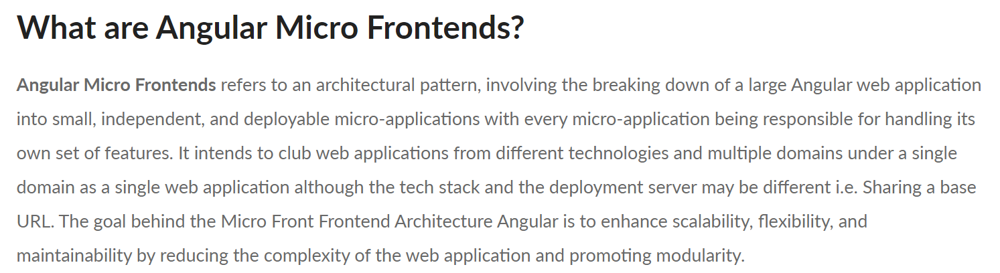 What are Angular Micro Frontends?
Angular Micro Frontends refers to an architectural pattern, involving the breaking down of a large Angular web application
into small, independent, and deployable micro-applications with every micro-application being responsible for handling its
own set of features. It intends to club web applications from different technologies and multiple domains under a single
domain as a single web application although the tech stack and the deployment server may be different i.e. Sharing a base
URL. The goal behind the Micro Front Frontend Architecture Angular is to enhance scalability, flexibility, and
maintainability by reducing the complexity of the web application and promoting modularity.